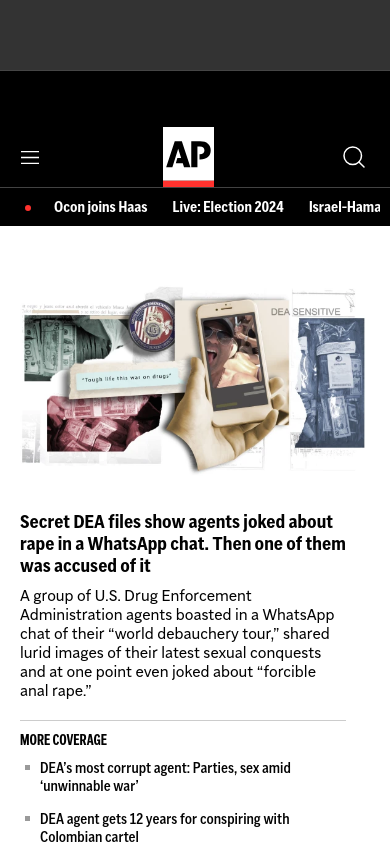 AP
Ocon joins Haas
Live: Election 2024
Israel-Hama
DEA SENSITIVE
"Tough life this war on drugs"
Secret DEA files show agents joked about
rape in a WhatsApp chat. Then one of them
was accused of it
A group of U.S. Drug Enforcement
Administration agents boasted in a WhatsApp
chat of their “world debauchery tour,” shared
lurid images of their latest sexual conquests
and at one point even joked about “forcible
anal rape.”
MORE COVERAGE
DEA’s most corrupt agent: Parties, sex amid
‘unwinnable war’
DEA agent gets 12 years for conspiring with
Colombian cartel